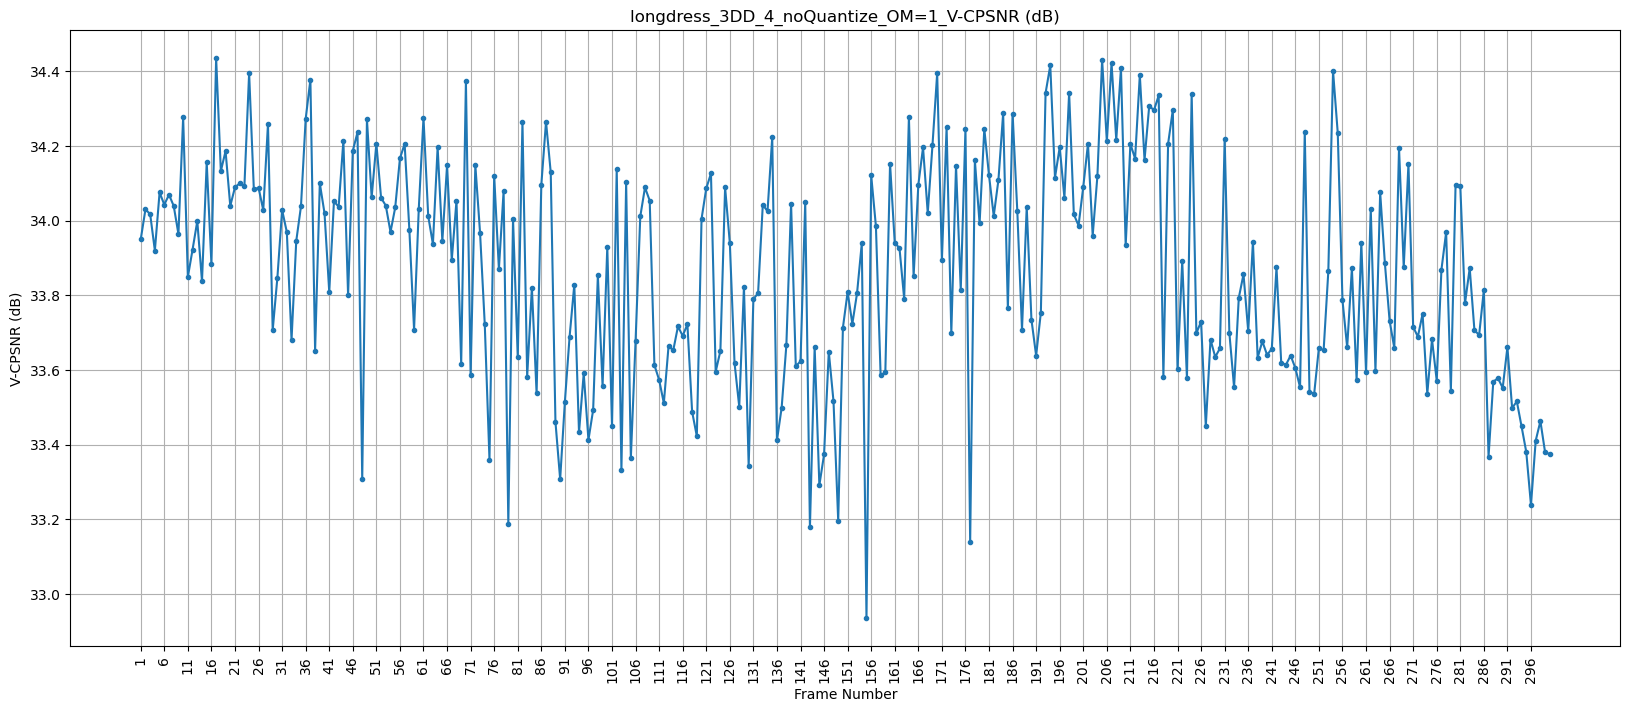 longdress_3DD_4_noQuantize_OM=1_V-CPSNR (dB)
V-CPSNR (dB)
34.4
34.2
34.0
33.8
33.6
33.4
33.2
33.0
1 6 11 16 21 26 31 36 41 46 51 56 61 66 71 76 81 86 91 96 101 106 111 116 121 126 131 136 141 146 151 156 161 166 171 176 181 186 191 196 201 206 211 216 221 226 231 236 241 246 251 256 261 266 271 276 281 286 291 296
Frame Number